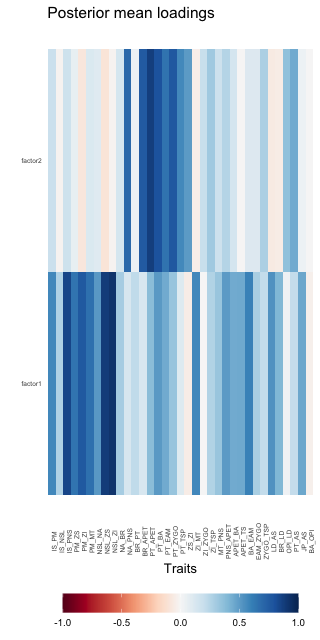 Posterior mean loadings
factor2
factor1
IS_PM
IS_NSL
IS_PNS
PM_ZS
PM_ZI
PM_MT
NSL_NA
NSL_ZS
NSL_ZI
NA_BR
NA_PNS
BR_PT
BR_APET
PT_APET
PT_BA
PT_EAM
PT_ZYGO
PT_TSP
ZS_ZI
ZI_MT
ZI_ZYGO
ZI_TSP
MT_PNS
PNS_APET
APET_BA
APET_TS
BA_EAM
EAM_ZYGO
ZYGO_TSP
LD_AS
BR_LD
OPI_LD
PT_AS
JP_AS
BA_OPI
Traits
-1.0 -0.5 0.0 0.5 1.0